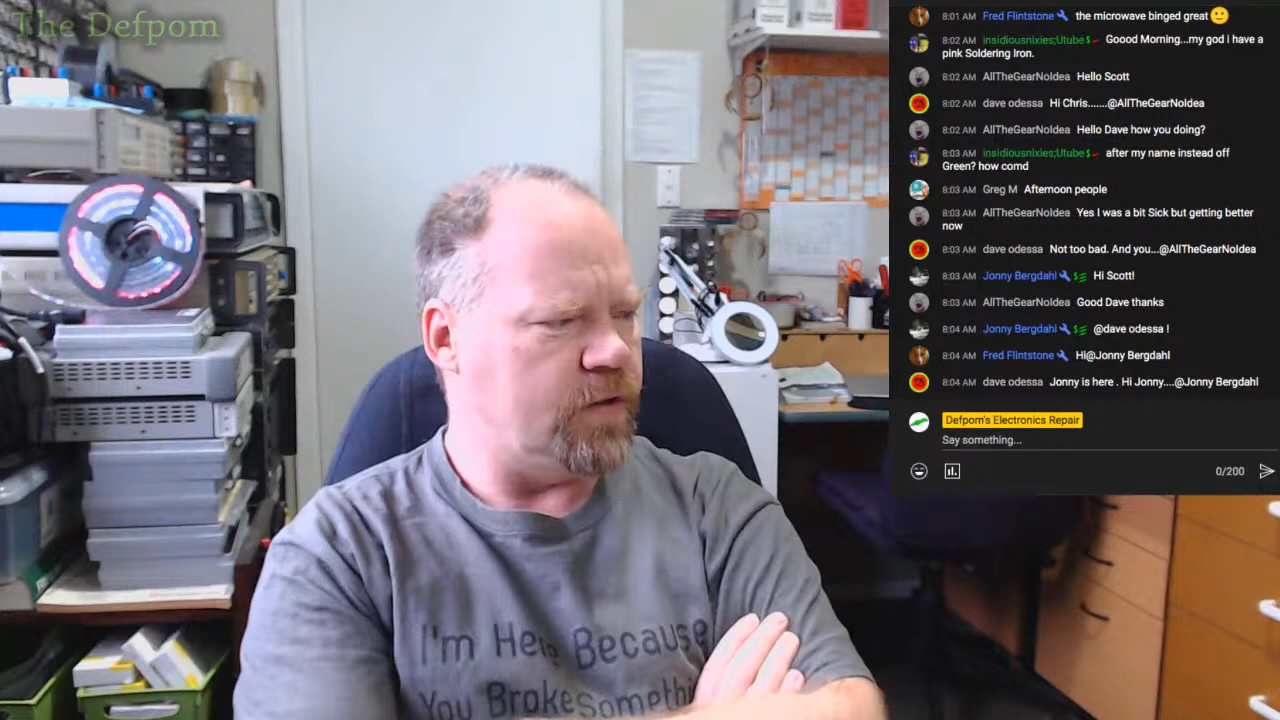 The Defpom
8:01 AM Fred Flintstone the microwave binged great
8:02 AM insidiousnixies;Utube$ Goood Morning...my god i have a
pink Soldering Iron.
8:02 AM AllTheGearNoIdea Hello Scott
8:02 AM dave odessa Hi Chris.......@AllTheGearNoIdea
8:02 AM AllTheGearNoIdea Hello Dave how you doing?
8:03 AM insidiousnixies;Utube$ after my name instead off
Green? how comd
8:03 AM Greg M Afternoon people
8:03 AM AllTheGearNoIdea Yes I was a bit Sick but getting better
now
8:03 AM dave odessa Not too bad. And you...@AllTheGearNoIdea
8:03 AM Jonny Bergdahl Hi Scott!
8:03 AM AllTheGearNoIdea Good Dave thanks
8:04 AM Jonny Bergdahl @dave odessa !
8:04 AM Fred Flintstone Hi@Jonny Bergdahl
8:04 AM dave odessa Jonny is here . Hi Jonny....@Jonny Bergdahl
Defpom's Electronics Repair
Say something...
0/200
I'm Here Because
You Broke Somethi